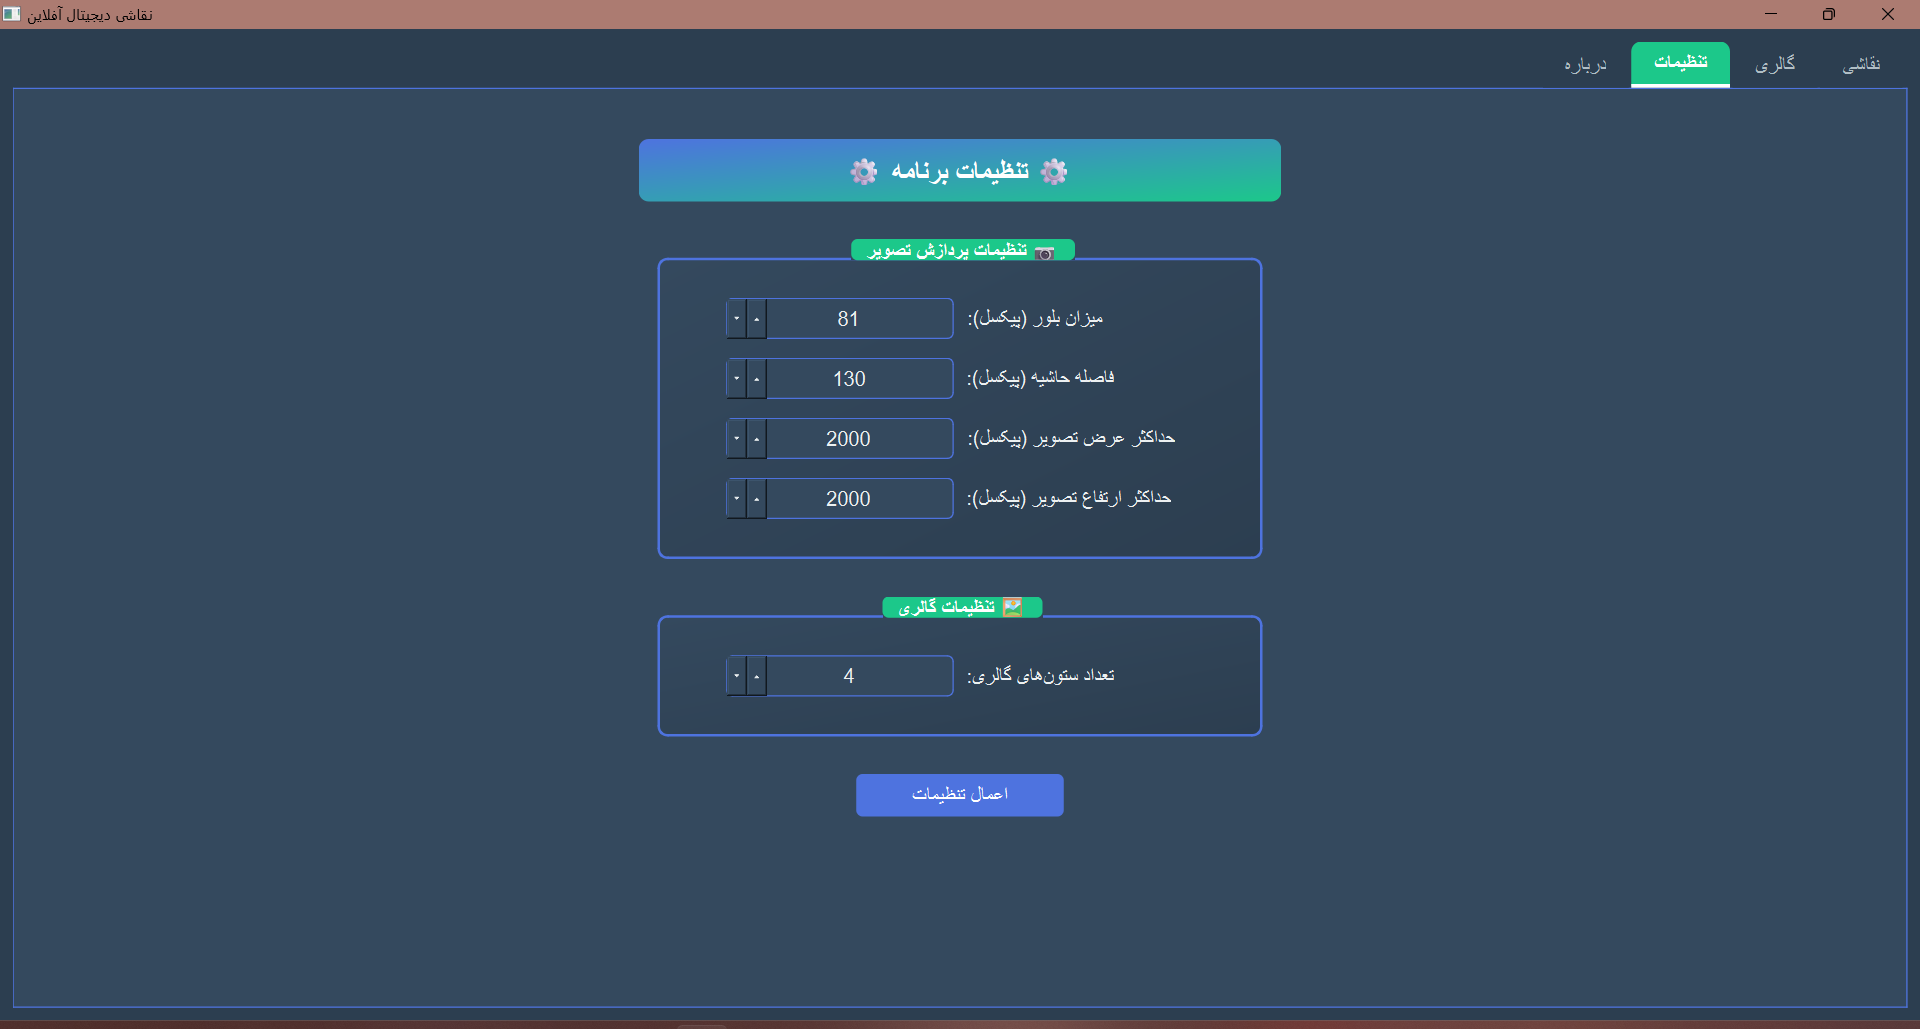 نقاشی دیجیتال آفلاین
نقاشی
گالری
تنظیمات
درباره
تنظیمات برنامه
تنظیمات پردازش تصویر
میزان بلور (پیکسل):
81
فاصله حاشیه (پیکسل):
130
حداکثر عرض تصویر (پیکسل):
2000
حداکثر ارتفاع تصویر (پیکسل):
2000
تنظیمات گالری
تعداد ستون‌های گالری:
4
اعمال تنظیمات